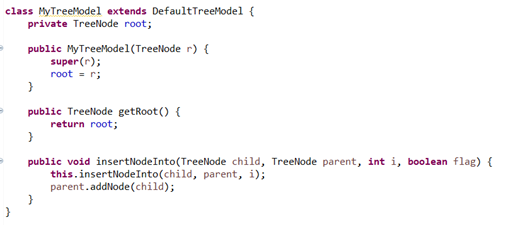 class MyTreeModel extends DefaultTreeModel {
    private TreeNode root;

    public MyTreeModel(TreeNode r) {
        super(r);
        root = r;
    }

    public TreeNode getRoot() {
        return root;
    }

    public void insertNodeInto(TreeNode child, TreeNode parent, int i, boolean flag) {
        this.insertNodeInto(child, parent, i);
        parent.addNode(child);
    }
}